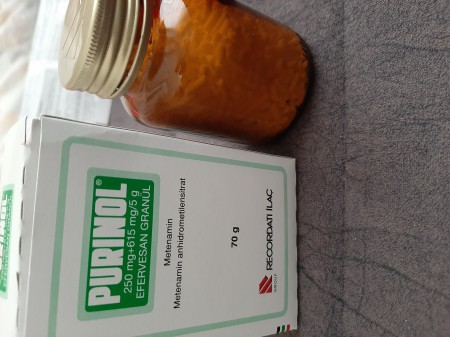 PURINOL®
250 mg+615 mg/5 g
EFERVESAN GRANÜL
Metenamin
Metenamin anhidrometilensitrat
70 g
RECORDATI İLAÇ